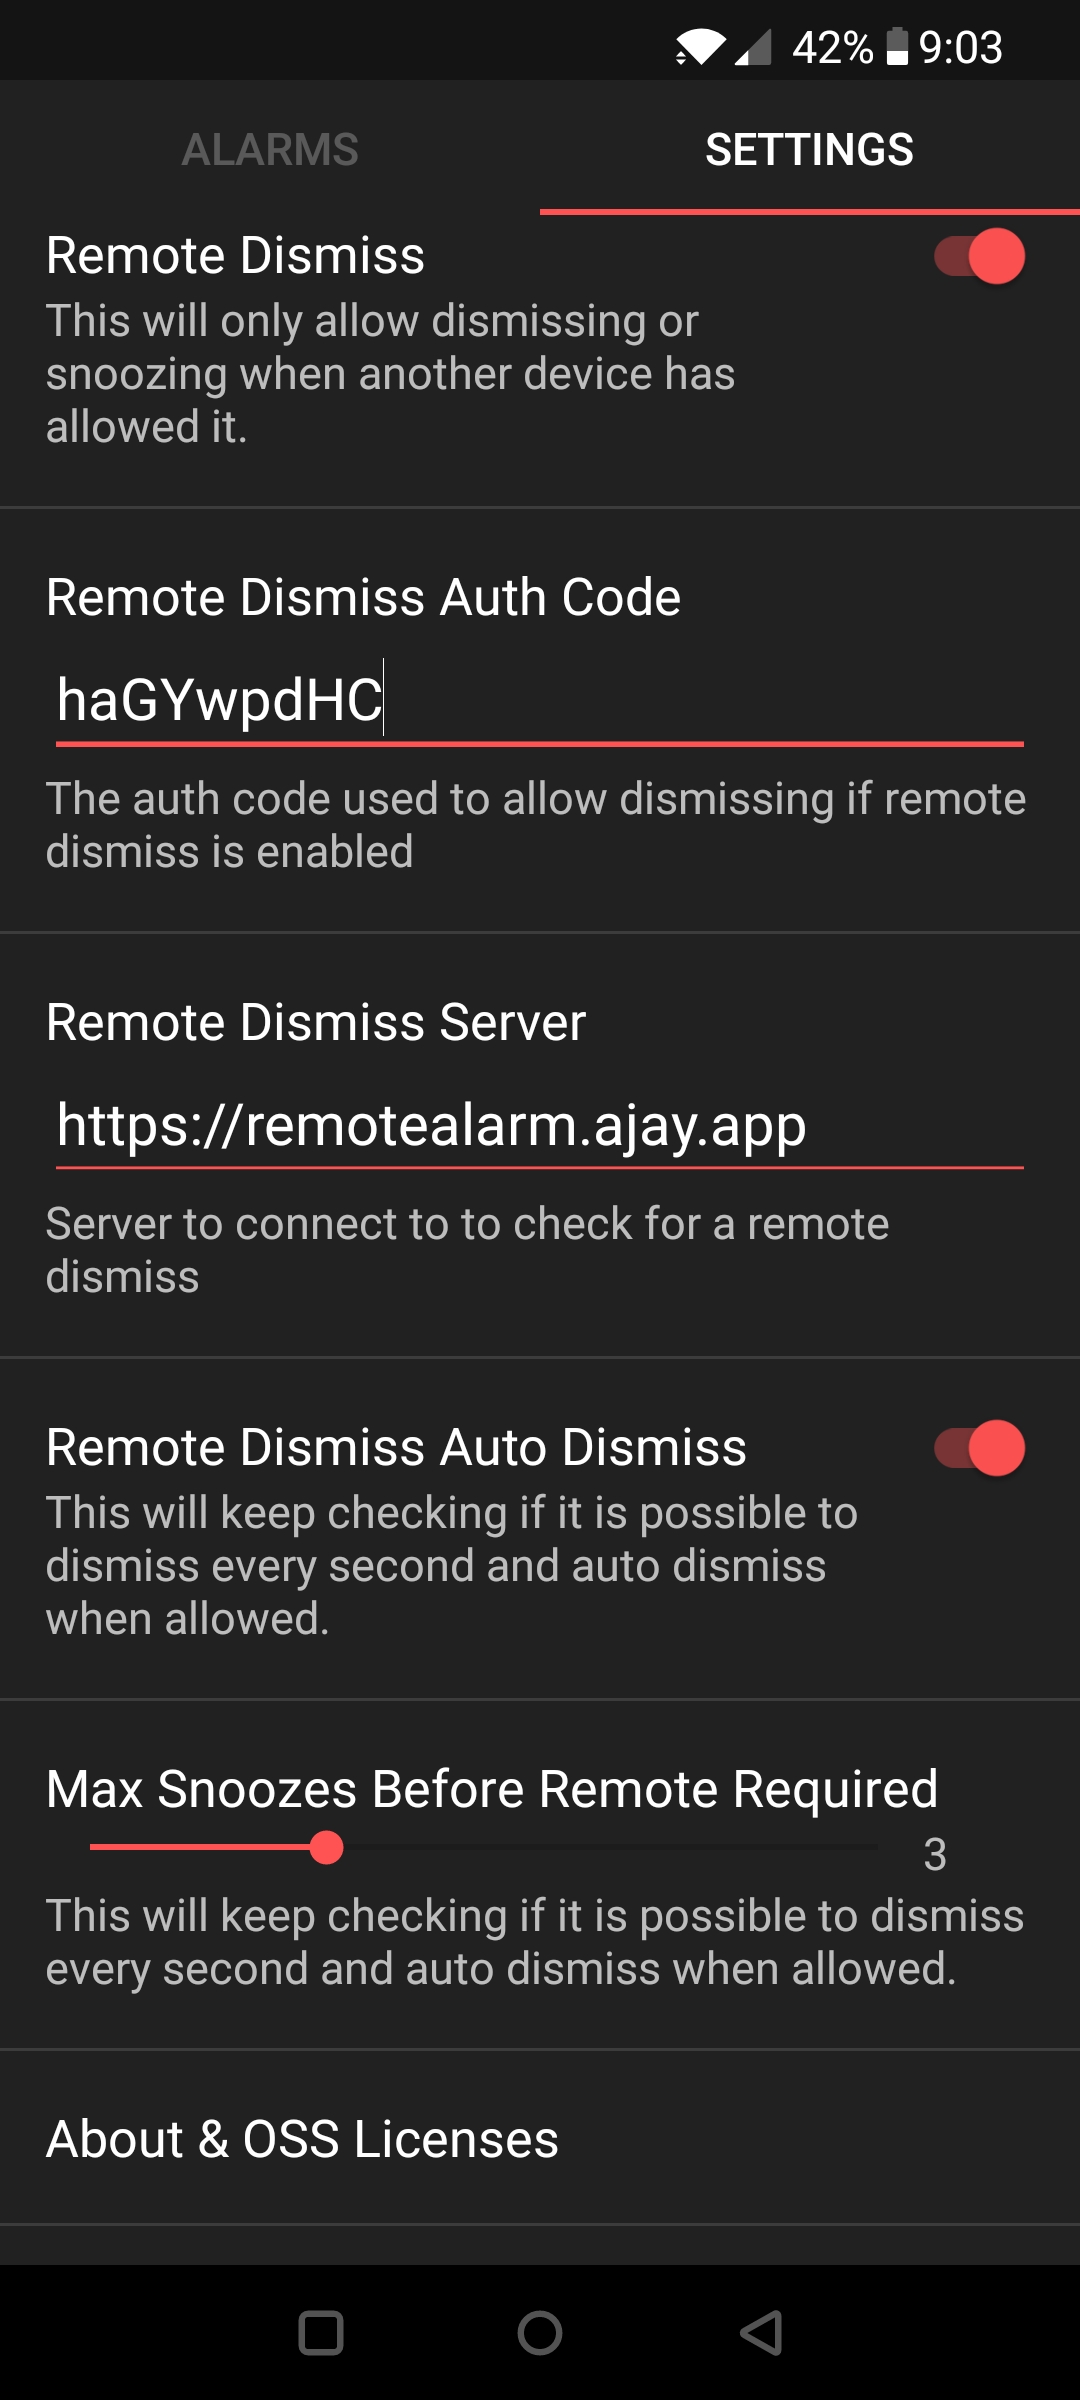 42% 9:03
ALARMS SETTINGS
Remote Dismiss
This will only allow dismissing or
snoozing when another device has
allowed it.
Remote Dismiss Auth Code
haGYwpdHC
The auth code used to allow dismissing if remote
dismiss is enabled
Remote Dismiss Server
https://remotealarm.ajay.app
Server to connect to to check for a remote
dismiss
Remote Dismiss Auto Dismiss
This will keep checking if it is possible to
dismiss every second and auto dismiss
when allowed.
Max Snoozes Before Remote Required
3
This will keep checking if it is possible to dismiss
every second and auto dismiss when allowed.
About & OSS Licenses